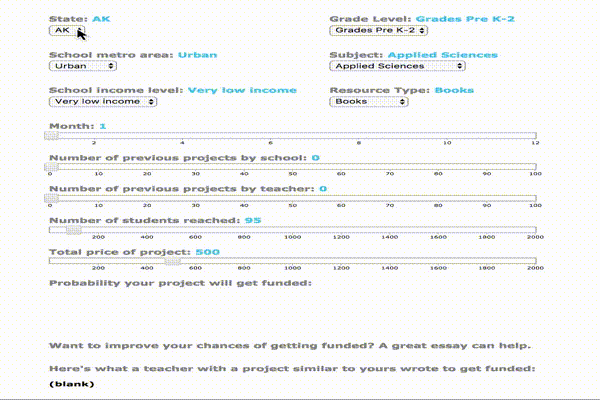 State: AK
Grade Level: Grades Pre K-2
AK
Grades Pre K-2
School metro area: Urban
Subject: Applied Sciences
Urban
Applied Sciences
School income level: Very low income
Resource Type: Books
Very low income
Books
Month: 1
2 4 6 8 10 12
Number of previous projects by school: 0
0 10 20 30 40 50 60 70 80 90 100
Number of previous projects by teacher: 0
0 10 20 30 40 50 60 70 80 90 100
Number of students reached: 95
200 400 600 800 1000 1200 1400 1600 1800 2000
Total price of project: 500
200 400 600 800 1000 1200 1400 1600 1800 2000
Probability your project will get funded:
Want to improve your chances of getting funded? A great essay can help.
Here's what a teacher with a project similar to yours wrote to get funded:
(blank)